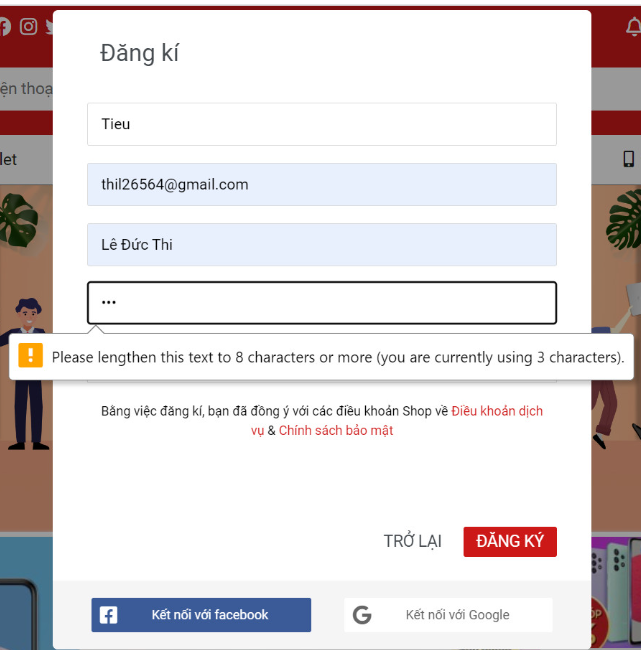 Đăng kí
ện thoạ
Tieu
let
thil26564@gmail.com
Lê Đức Thi
•••
Please lengthen this text to 8 characters or more (you are currently using 3 characters).
Bằng việc đăng kí, bạn đã đồng ý với các điều khoản Shop về Điều khoản dịch
vụ & Chính sách bảo mật
TRỞ LẠI ĐĂNG KÝ
Kết nối với facebook
Kết nối với Google